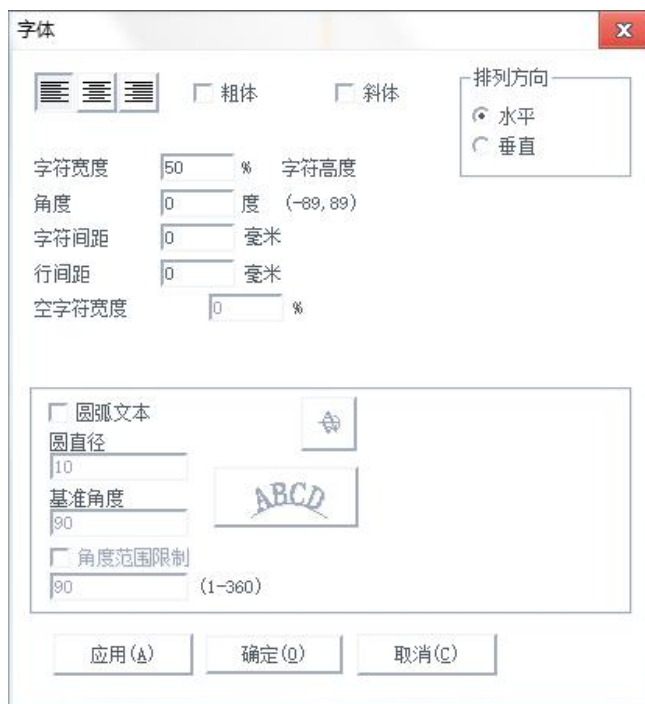 字体
粗体 斜体 排列方向
水平
垂直
字符宽度 50 % 字符高度
角度 0 度 (-89,89)
字符间距 0 毫米
行间距 0 毫米
空字符宽度 0 %
圆弧文本
圆直径
10
ABCD
基准角度
90
角度范围限制
90 (1-360)
应用(A) 确定(O) 取消(C)